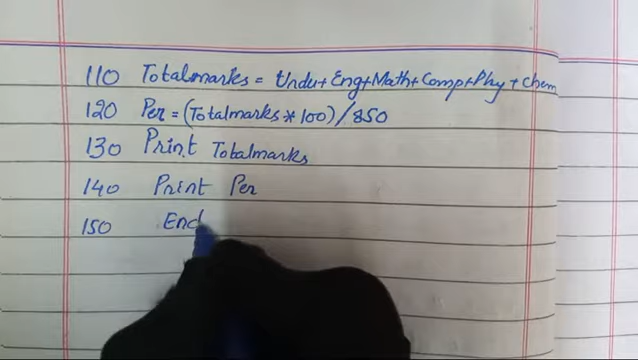 110 Totalmarks = Urdu+Eng+Math+Comp+Phy+Chem
120 Per = (Totalmarks * 100) / 850
130 Print Totalmarks
140 Print Per
150 End